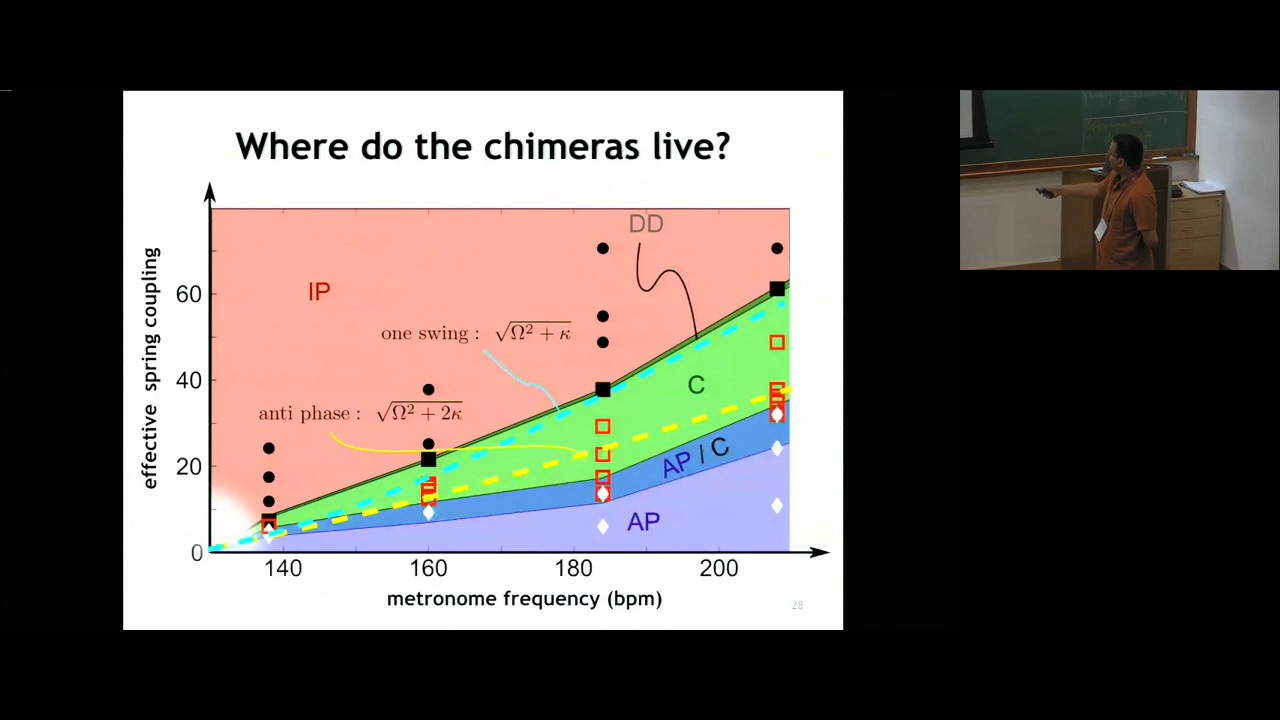 Where do the chimeras live?
DD
IP
one swing : √Ω² + κ
C
anti phase : √Ω² + 2κ
AP / C
AP
effective spring coupling
60
40
20
0
140 160 180 200
metronome frequency (bpm)
28